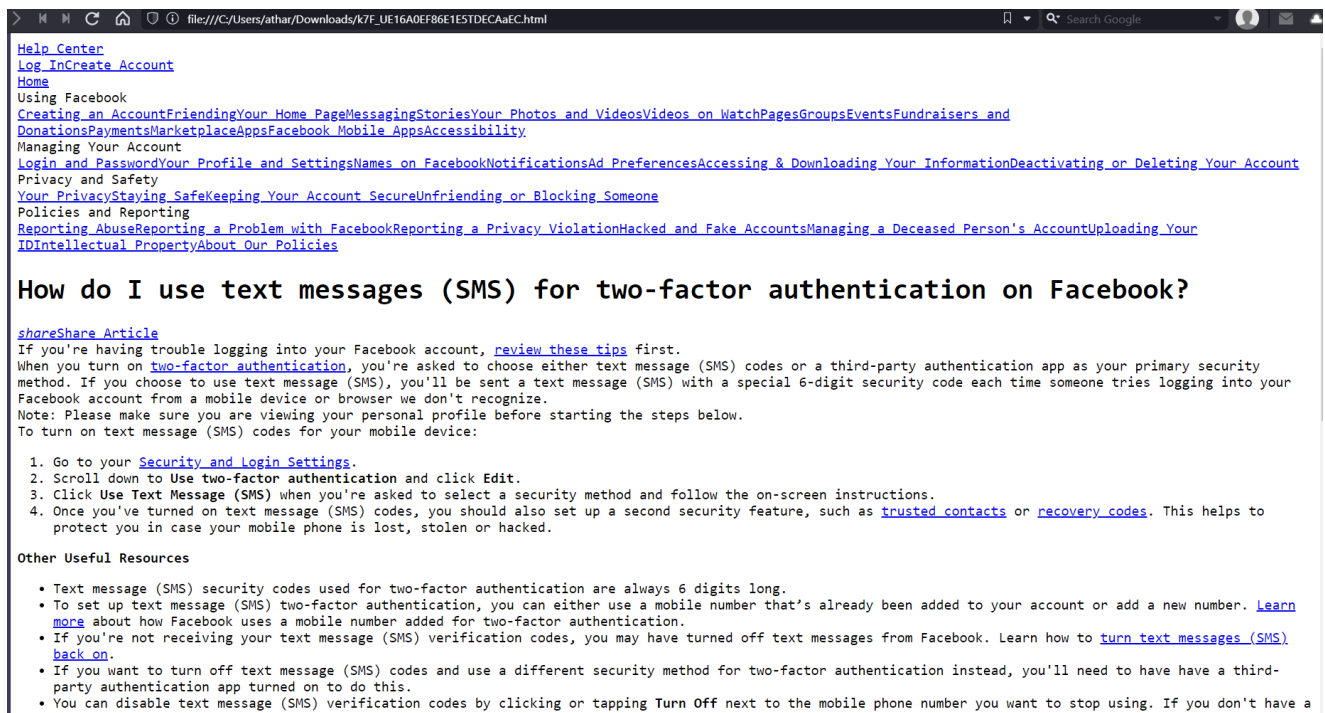 file:///C:/Users/athar/Downloads/k7F_UE16A0EF86E1E5TDECAaEC.html
Search Google
Help Center
Log InCreate Account
Home
Using Facebook
Creating an AccountFriendingYour Home PageMessagingStoriesYour Photos and VideosVideos on WatchPagesGroupsEventsFundraisers and
DonationsPaymentsMarketplaceAppsFacebook Mobile AppsAccessibility
Managing Your Account
Login and PasswordYour Profile and SettingsNames on FacebookNotificationsAd PreferencesAccessing & Downloading Your InformationDeactivating or Deleting Your Account
Privacy and Safety
Your PrivacyStaying SafeKeeping Your Account SecureUnfriending or Blocking Someone
Policies and Reporting
Reporting AbuseReporting a Problem with FacebookReporting a Privacy ViolationHacked and Fake AccountsManaging a Deceased Person's AccountUploading Your
IDIntellectual PropertyAbout Our Policies
How do I use text messages (SMS) for two-factor authentication on Facebook?
shareShare Article
If you're having trouble logging into your Facebook account, review these tips first.
When you turn on two-factor authentication, you're asked to choose either text message (SMS) codes or a third-party authentication app as your primary security
method. If you choose to use text message (SMS), you'll be sent a text message (SMS) with a special 6-digit security code each time someone tries logging into your
Facebook account from a mobile device or browser we don't recognize.
Note: Please make sure you are viewing your personal profile before starting the steps below.
To turn on text message (SMS) codes for your mobile device:
1. Go to your Security and Login Settings.
2. Scroll down to Use two-factor authentication and click Edit.
3. Click Use Text Message (SMS) when you're asked to select a security method and follow the on-screen instructions.
4. Once you've turned on text message (SMS) codes, you should also set up a second security feature, such as trusted contacts or recovery codes. This helps to
protect you in case your mobile phone is lost, stolen or hacked.
Other Useful Resources
• Text message (SMS) security codes used for two-factor authentication are always 6 digits long.
• To set up text message (SMS) two-factor authentication, you can either use a mobile number that’s already been added to your account or add a new number. Learn
more about how Facebook uses a mobile number added for two-factor authentication.
• If you're not receiving your text message (SMS) verification codes, you may have turned off text messages from Facebook. Learn how to turn text messages (SMS)
back on.
• If you want to turn off text message (SMS) codes and use a different security method for two-factor authentication instead, you'll need to have have a third-
party authentication app turned on to do this.
• You can disable text message (SMS) verification codes by clicking or tapping Turn Off next to the mobile phone number you want to stop using. If you don't have a